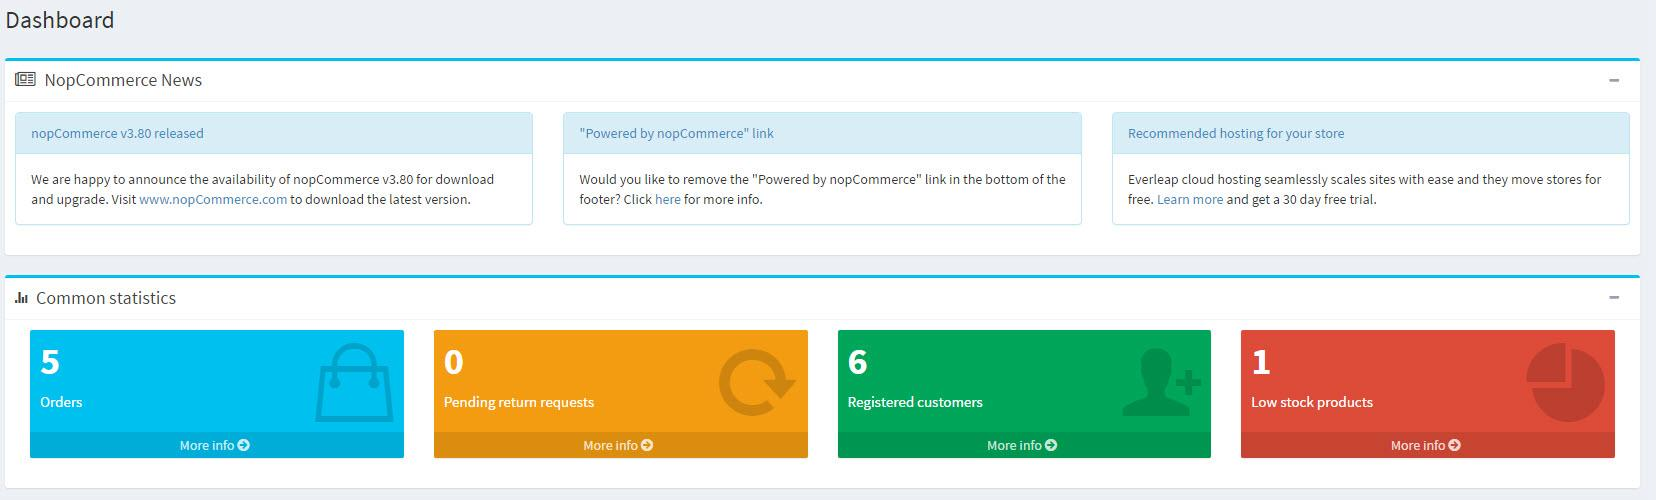 Dashboard
NopCommerce News
nopCommerce v3.80 released
We are happy to announce the availability of nopCommerce v3.80 for download
and upgrade. Visit www.nopCommerce.com to download the latest version.
"Powered by nopCommerce" link
Would you like to remove the "Powered by nopCommerce" link in the bottom of the
footer? Click here for more info.
Recommended hosting for your store
Everleap cloud hosting seamlessly scales sites with ease and they move stores for
free. Learn more and get a 30 day free trial.
Common statistics
5
Orders
More info
0
Pending return requests
More info
6
Registered customers
More info
1
Low stock products
More info